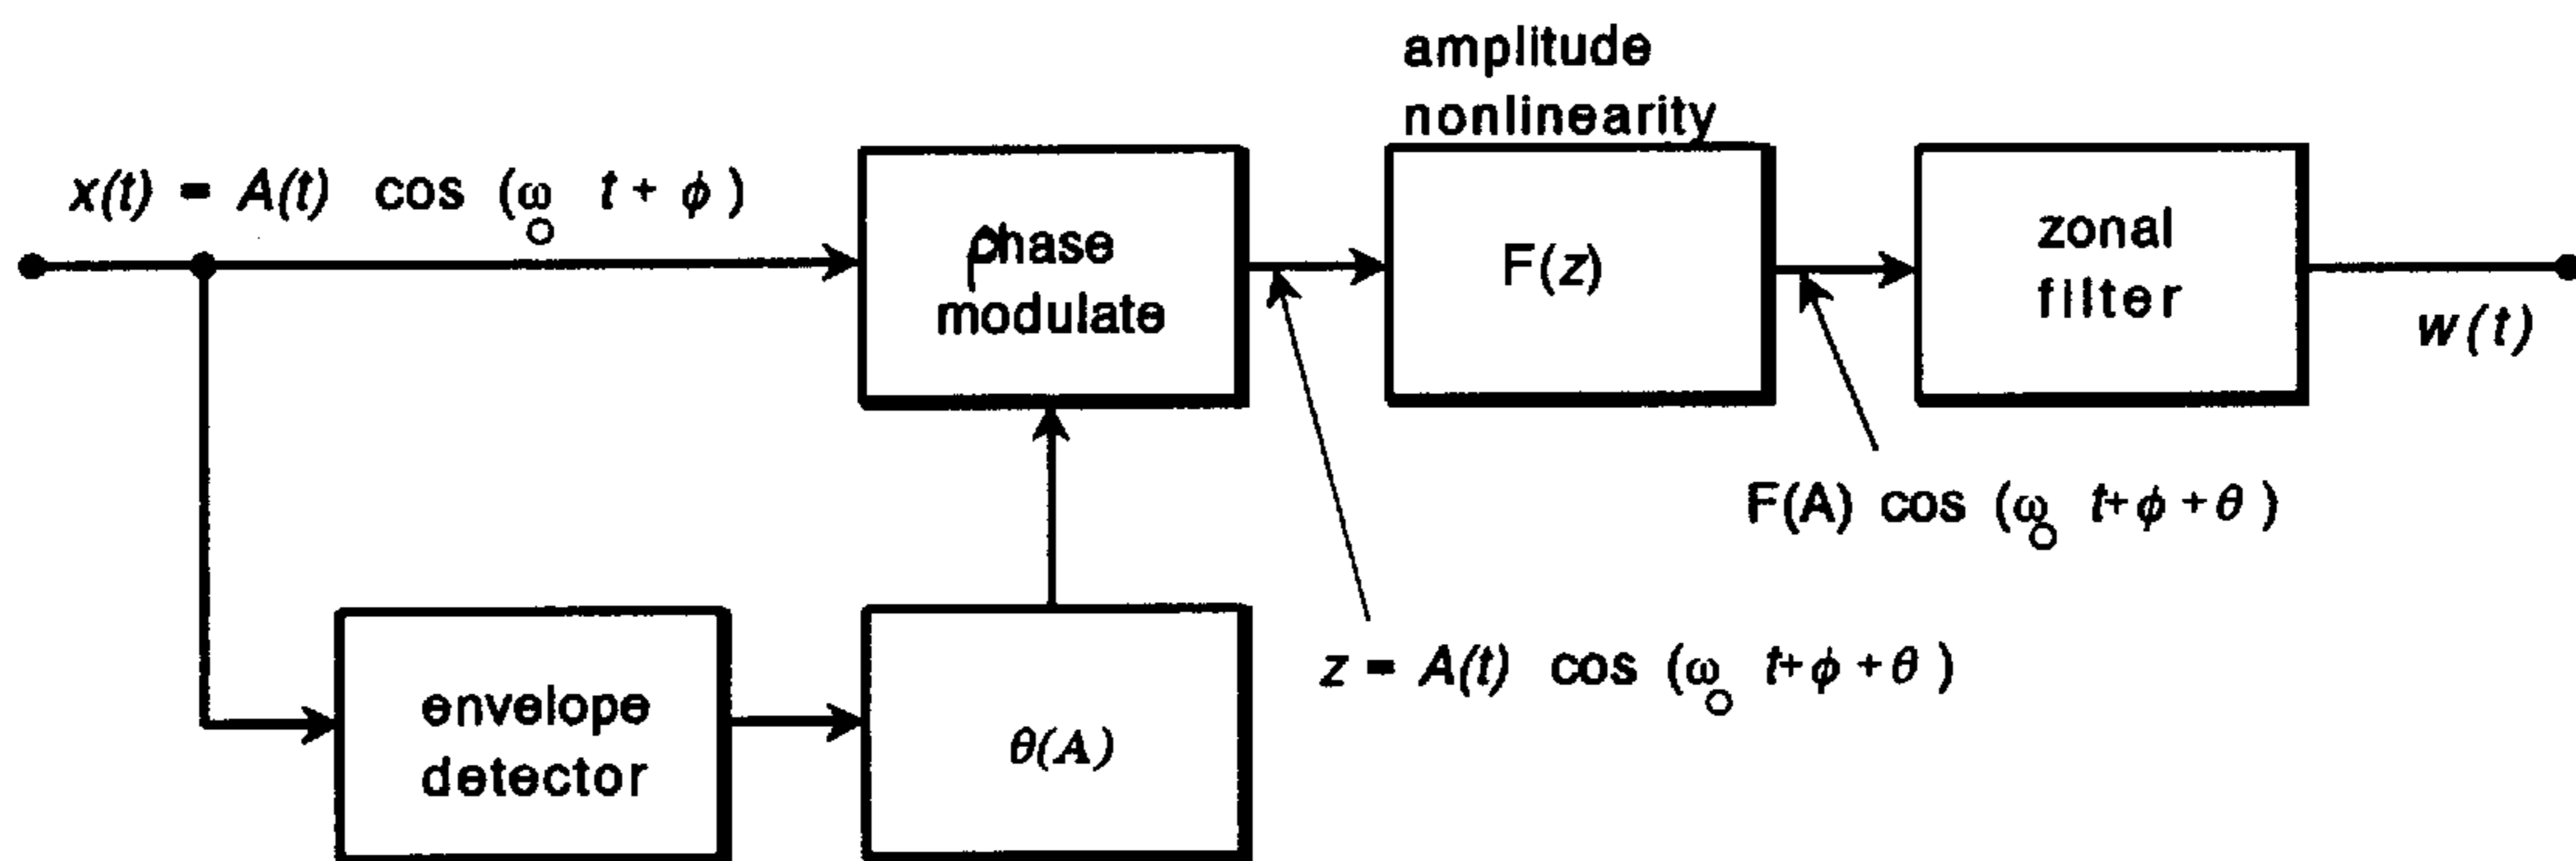 amplitude
nonlinearity
x(t) = A(t) cos (ω₀ t + ϕ )
phase
modulate
F(z)
zonal
filter
w(t)
F(A) cos (ω₀ t+ϕ+θ )
z = A(t) cos (ω₀ t+ϕ+θ )
envelope
detector
θ(A)